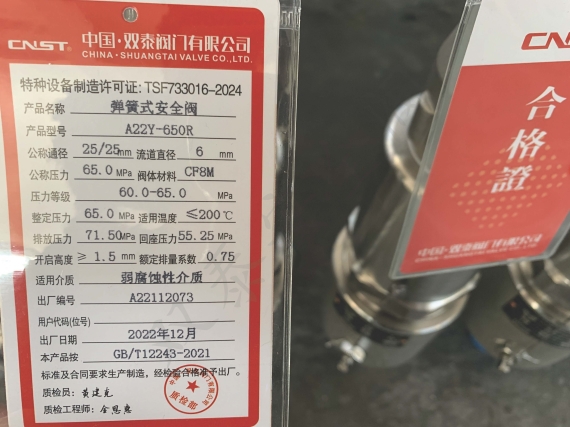 CNST 中国·双泰阀门有限公司
CHINA·SHUANGTAI VALVE CO.,LTD.
特种设备制造许可证: TSF733016-2024
产品名称 弹簧式安全阀
产品型号 A22Y-650R
公称通径 25/25mm 流道直径 6 mm
公称压力 65.0 MPa 阀体材料 CF8M
压力等级 60.0-65.0 MPa
整定压力 65.0 MPa 适用温度 ≤200℃
排放压力 71.50 MPa 回座压力 55.25 MPa
开启高度 ≥1.5 mm 额定排量系数 0.75
适用介质 弱腐蚀性介质
出厂编号 A22112073
用户代码(位号)
出厂日期 2022年12月
本产品按 GB/T12243-2021
标准及合同要求生产制造，经检验合格准予出厂。
质检员:
质检工程师:
质检部
CNS
合格證
中国·双泰阀门有限公司